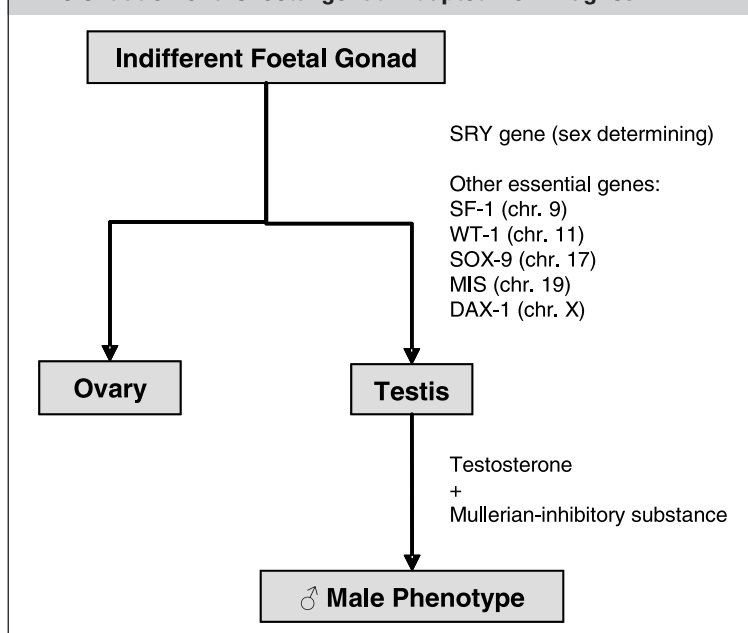 Indifferent Foetal Gonad
SRY gene (sex determining)
Other essential genes:
SF-1 (chr. 9)
WT-1 (chr. 11)
SOX-9 (chr. 17)
MIS (chr. 19)
DAX-1 (chr. X)
Ovary
Testis
Testosterone
+
Mullerian-inhibitory substance
♂ Male Phenotype